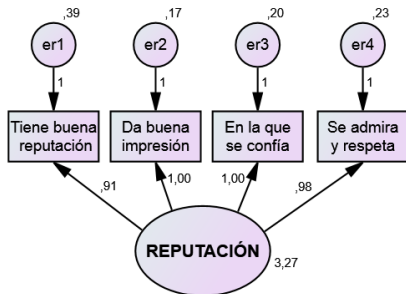 ,39
,17
,20
,23
er1
er2
er3
er4
1
1
1
1
Tiene buena
reputación
Da buena
impresión
En la que
se confía
Se admira
y respeta
,91
1,00
1,00
,98
REPUTACIÓN
3,27